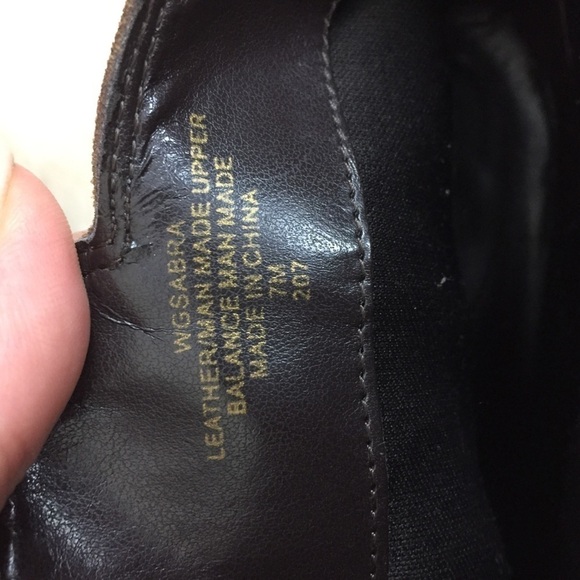 WGSABRA
LEATHER/MAN MADE UPPER
BALANCE MAN MADE
MADE IN CHINA
7M
207